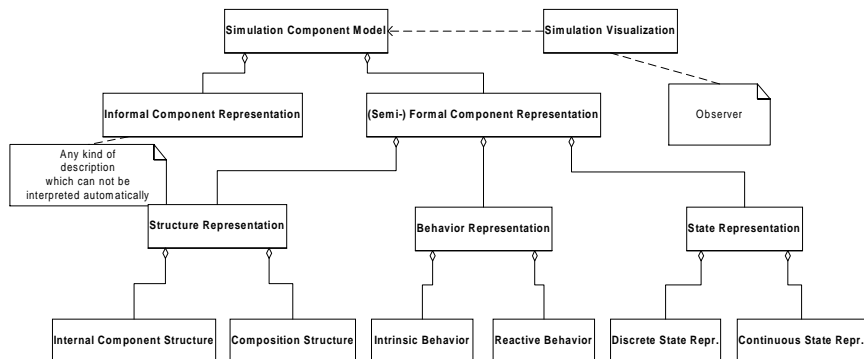 Simulation Component Model
Simulation Visualization
Informal Component Representation
(Semi-) Formal Component Representation
Observer
Any kind of
description
which can not be
interpreted automatically
Structure Representation
Behavior Representation
State Representation
Internal Component Structure
Composition Structure
Intrinsic Behavior
Reactive Behavior
Discrete State Repr.
Continuous State Repr.